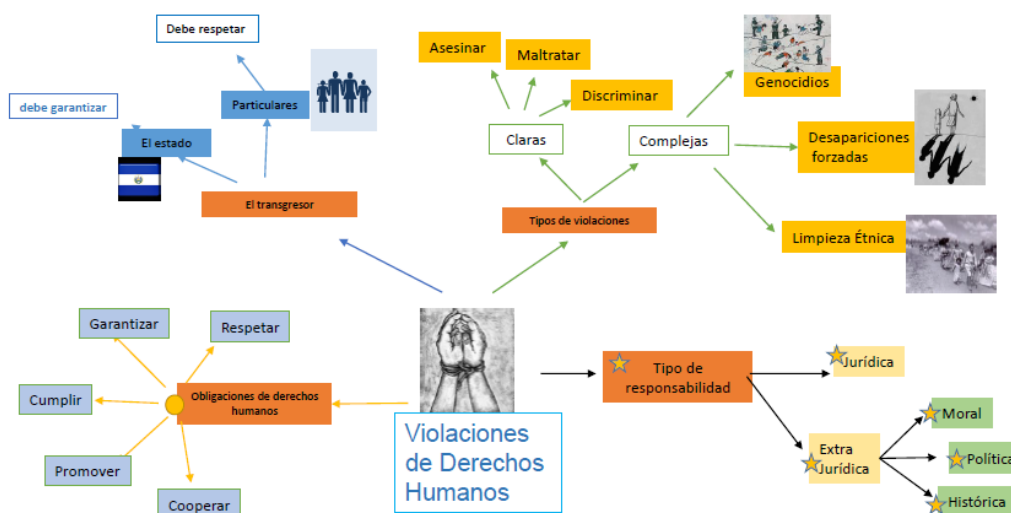 Debe respetar
Particulares
debe garantizar
El estado
El transgresor
Asesinar
Maltratar
Discriminar
Claras
Complejas
Genocidios
Desapariciones
forzadas
Limpieza Étnica
Tipos de violaciones
Garantizar
Respetar
Cumplir
Obligaciones de derechos
humanos
Promover
Cooperar
Violaciones
de Derechos
Humanos
Tipo de
responsabilidad
Jurídica
Extra
Jurídica
Moral
Política
Histórica